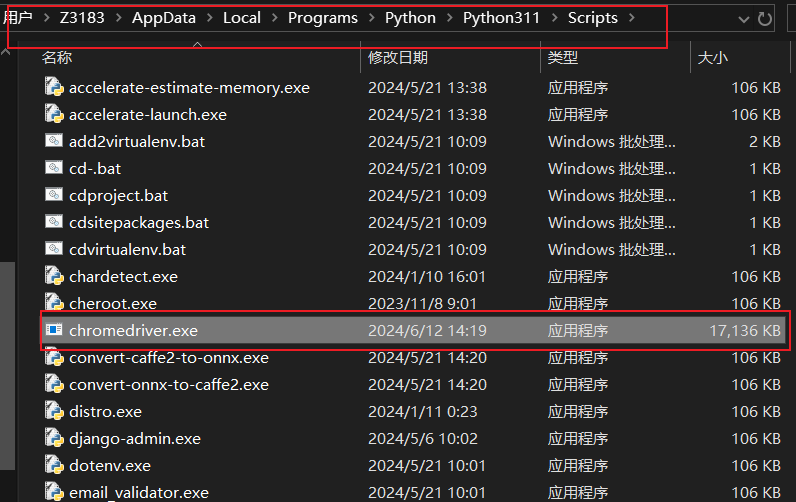 用户 > Z3183 > AppData > Local > Programs > Python > Python311 > Scripts >
名称 修改日期 类型 大小
accelerate-estimate-memory.exe 2024/5/21 13:38 应用程序 106 KB
accelerate-launch.exe 2024/5/21 13:38 应用程序 106 KB
add2virtualenv.bat 2024/5/21 10:09 Windows 批处理... 2 KB
cd-.bat 2024/5/21 10:09 Windows 批处理... 1 KB
cdproject.bat 2024/5/21 10:09 Windows 批处理... 1 KB
cdsitepackages.bat 2024/5/21 10:09 Windows 批处理... 1 KB
cdvirtualenv.bat 2024/5/21 10:09 Windows 批处理... 1 KB
chardetect.exe 2024/1/10 16:01 应用程序 106 KB
cheroot.exe 2023/11/8 9:01 应用程序 106 KB
chromedriver.exe 2024/6/12 14:19 应用程序 17,136 KB
convert-caffe2-to-onnx.exe 2024/5/21 14:20 应用程序 106 KB
convert-onnx-to-caffe2.exe 2024/5/21 14:20 应用程序 106 KB
distro.exe 2024/1/11 0:23 应用程序 106 KB
django-admin.exe 2024/5/6 10:02 应用程序 106 KB
dotenv.exe 2024/5/21 10:01 应用程序 106 KB
email_validator.exe 2024/5/21 10:01 应用程序 106 KB